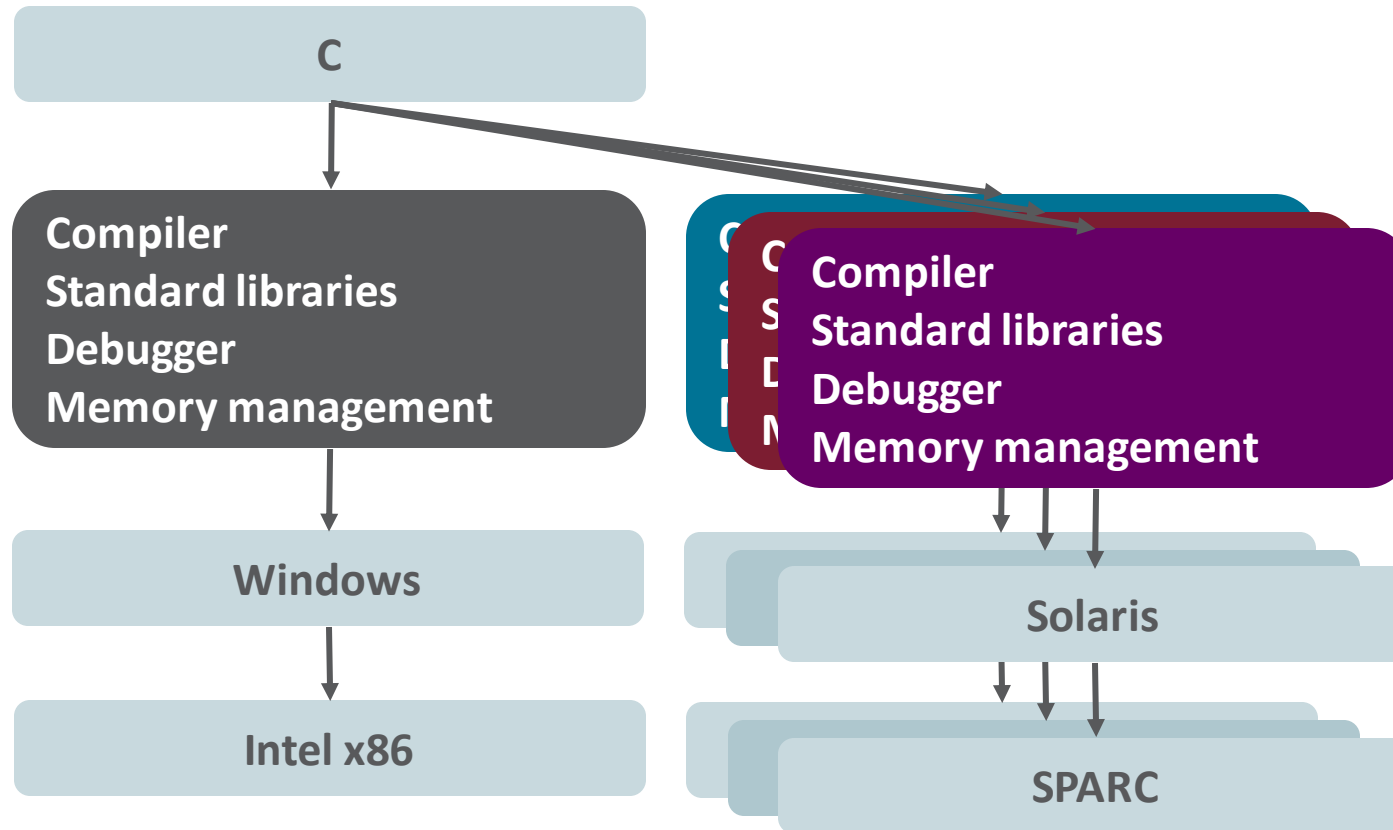 C
Compiler
Standard libraries
Debugger
Memory management
C
S
D
M
Compiler
Standard libraries
Debugger
Memory management
Windows
Solaris
Intel x86
SPARC